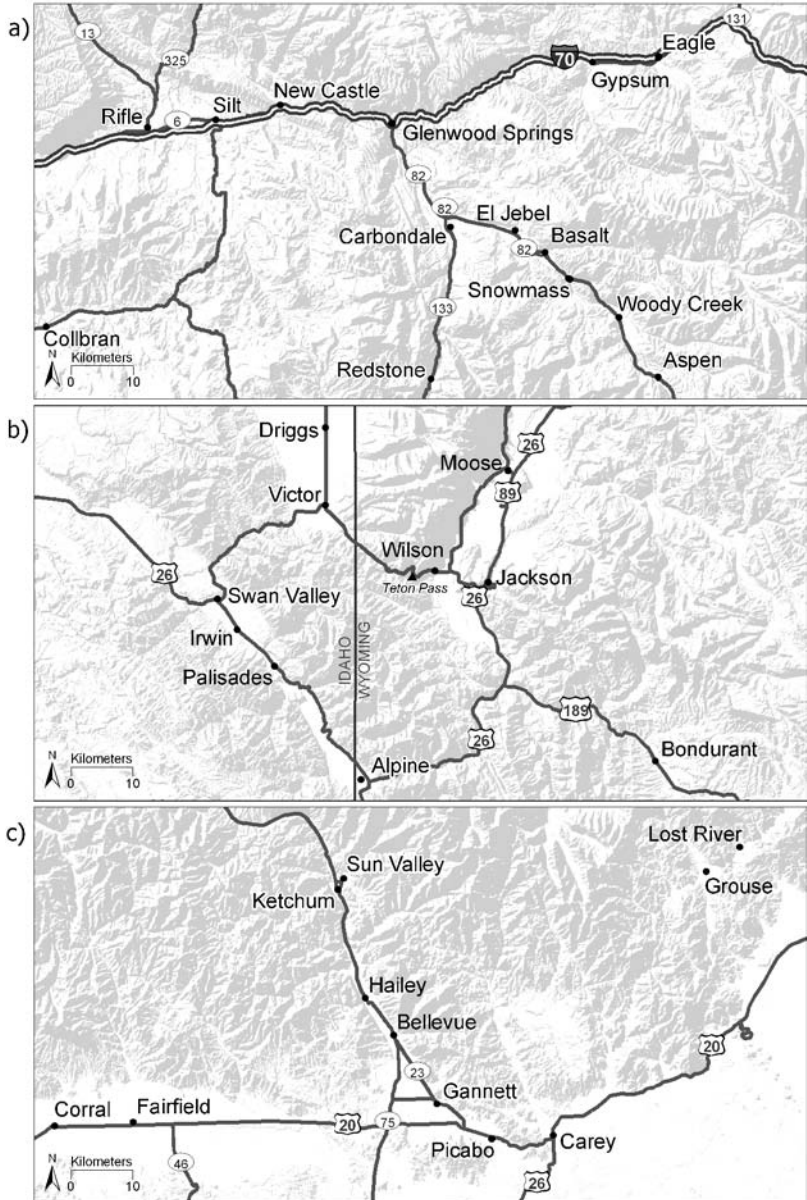 a)
13
325
131
70
Eagle
Gypsum
New Castle
Silt
Rifle
6
Glenwood Springs
82
82
El Jebel
Carbondale
82
Basalt
Snowmass
133
Woody Creek
Collbran
Redstone
Aspen
N
Kilometers
0 10
b)
Driggs
26
Moose
89
Victor
Wilson
26
Teton Pass
Jackson
26
Swan Valley
Irwin
IDAHO
WYOMING
Palisades
189
26
N
Kilometers
0 10
Alpine
Bondurant
c)
Lost River
Sun Valley
Grouse
Ketchum
Hailey
Bellevue
20
23
Gannett
Corral
Fairfield
20
75
Picabo
Carey
46
26
N
Kilometers
0 10